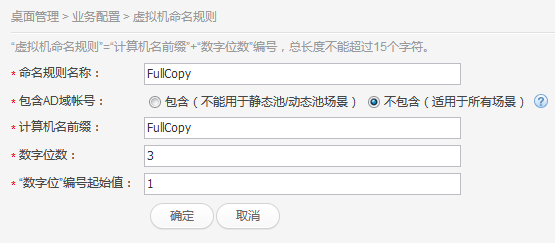 桌面管理 > 业务配置 > 虚拟机命名规则
“虚拟机命名规则”=“计算机名前缀”+“数字位数”编号，总长度不能超过15个字符。
* 命名规则名称： FullCopy
* 包含AD域帐号： 包含（不能用于静态池/动态池场景） 不包含（适用于所有场景） ?
* 计算机名前缀： FullCopy
* 数字位数： 3
* “数字位”编号起始值： 1
确定 取消